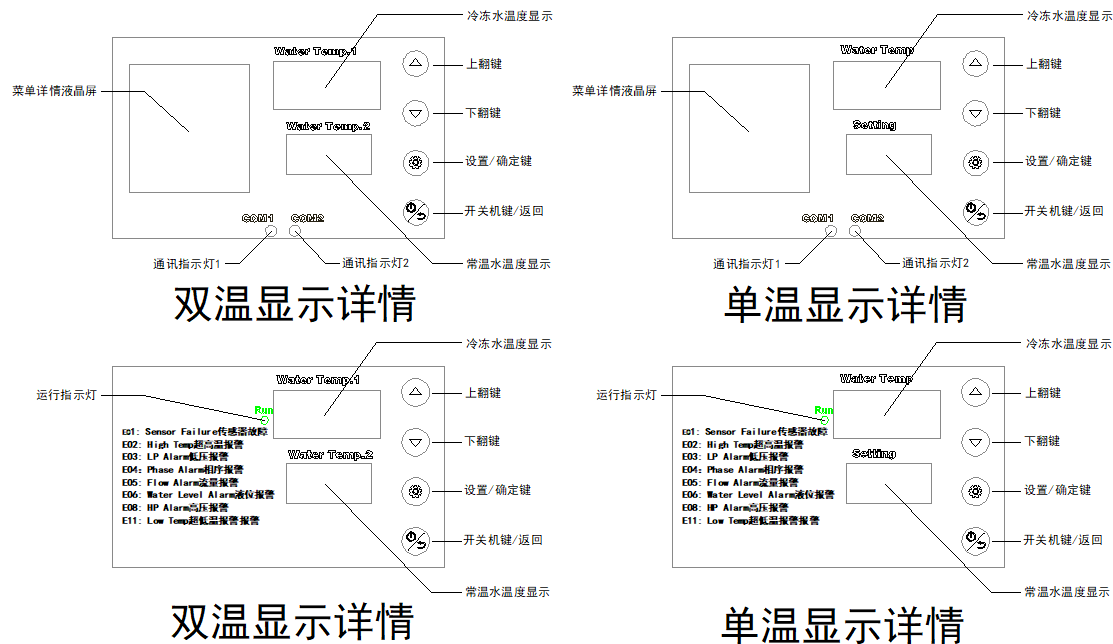 冷冻水温度显示
Water Temp.1
上翻键
菜单详情液晶屏
下翻键
Water Temp.2
设置/确定键
开关机键/返回
COM1
COM2
通讯指示灯1
通讯指示灯2
常温水温度显示
双温显示详情
冷冻水温度显示
Water Temp
上翻键
菜单详情液晶屏
下翻键
Setting
设置/确定键
开关机键/返回
COM1
COM2
通讯指示灯1
通讯指示灯2
常温水温度显示
单温显示详情
冷冻水温度显示
Water Temp.1
上翻键
运行指示灯
Run
E01: Sensor Failure传感器故障
下翻键
E02: High Temp超高温报警
E03: LP Alarm低压报警
Water Temp.2
E04: Phase Alarm相序报警
E05: Flow Alarm流量报警
设置/确定键
E06: Water Level Alarm液位报警
E08: HP Alarm高压报警
E11: Low Temp超低温报警报警
开关机键/返回
常温水温度显示
双温显示详情
冷冻水温度显示
Water Temp
上翻键
运行指示灯
Run
E01: Sensor Failure传感器故障
下翻键
E02: High Temp超高温报警
E03: LP Alarm低压报警
Setting
E04: Phase Alarm相序报警
E05: Flow Alarm流量报警
设置/确定键
E06: Water Level Alarm液位报警
E08: HP Alarm高压报警
E11: Low Temp超低温报警报警
开关机键/返回
常温水温度显示
单温显示详情